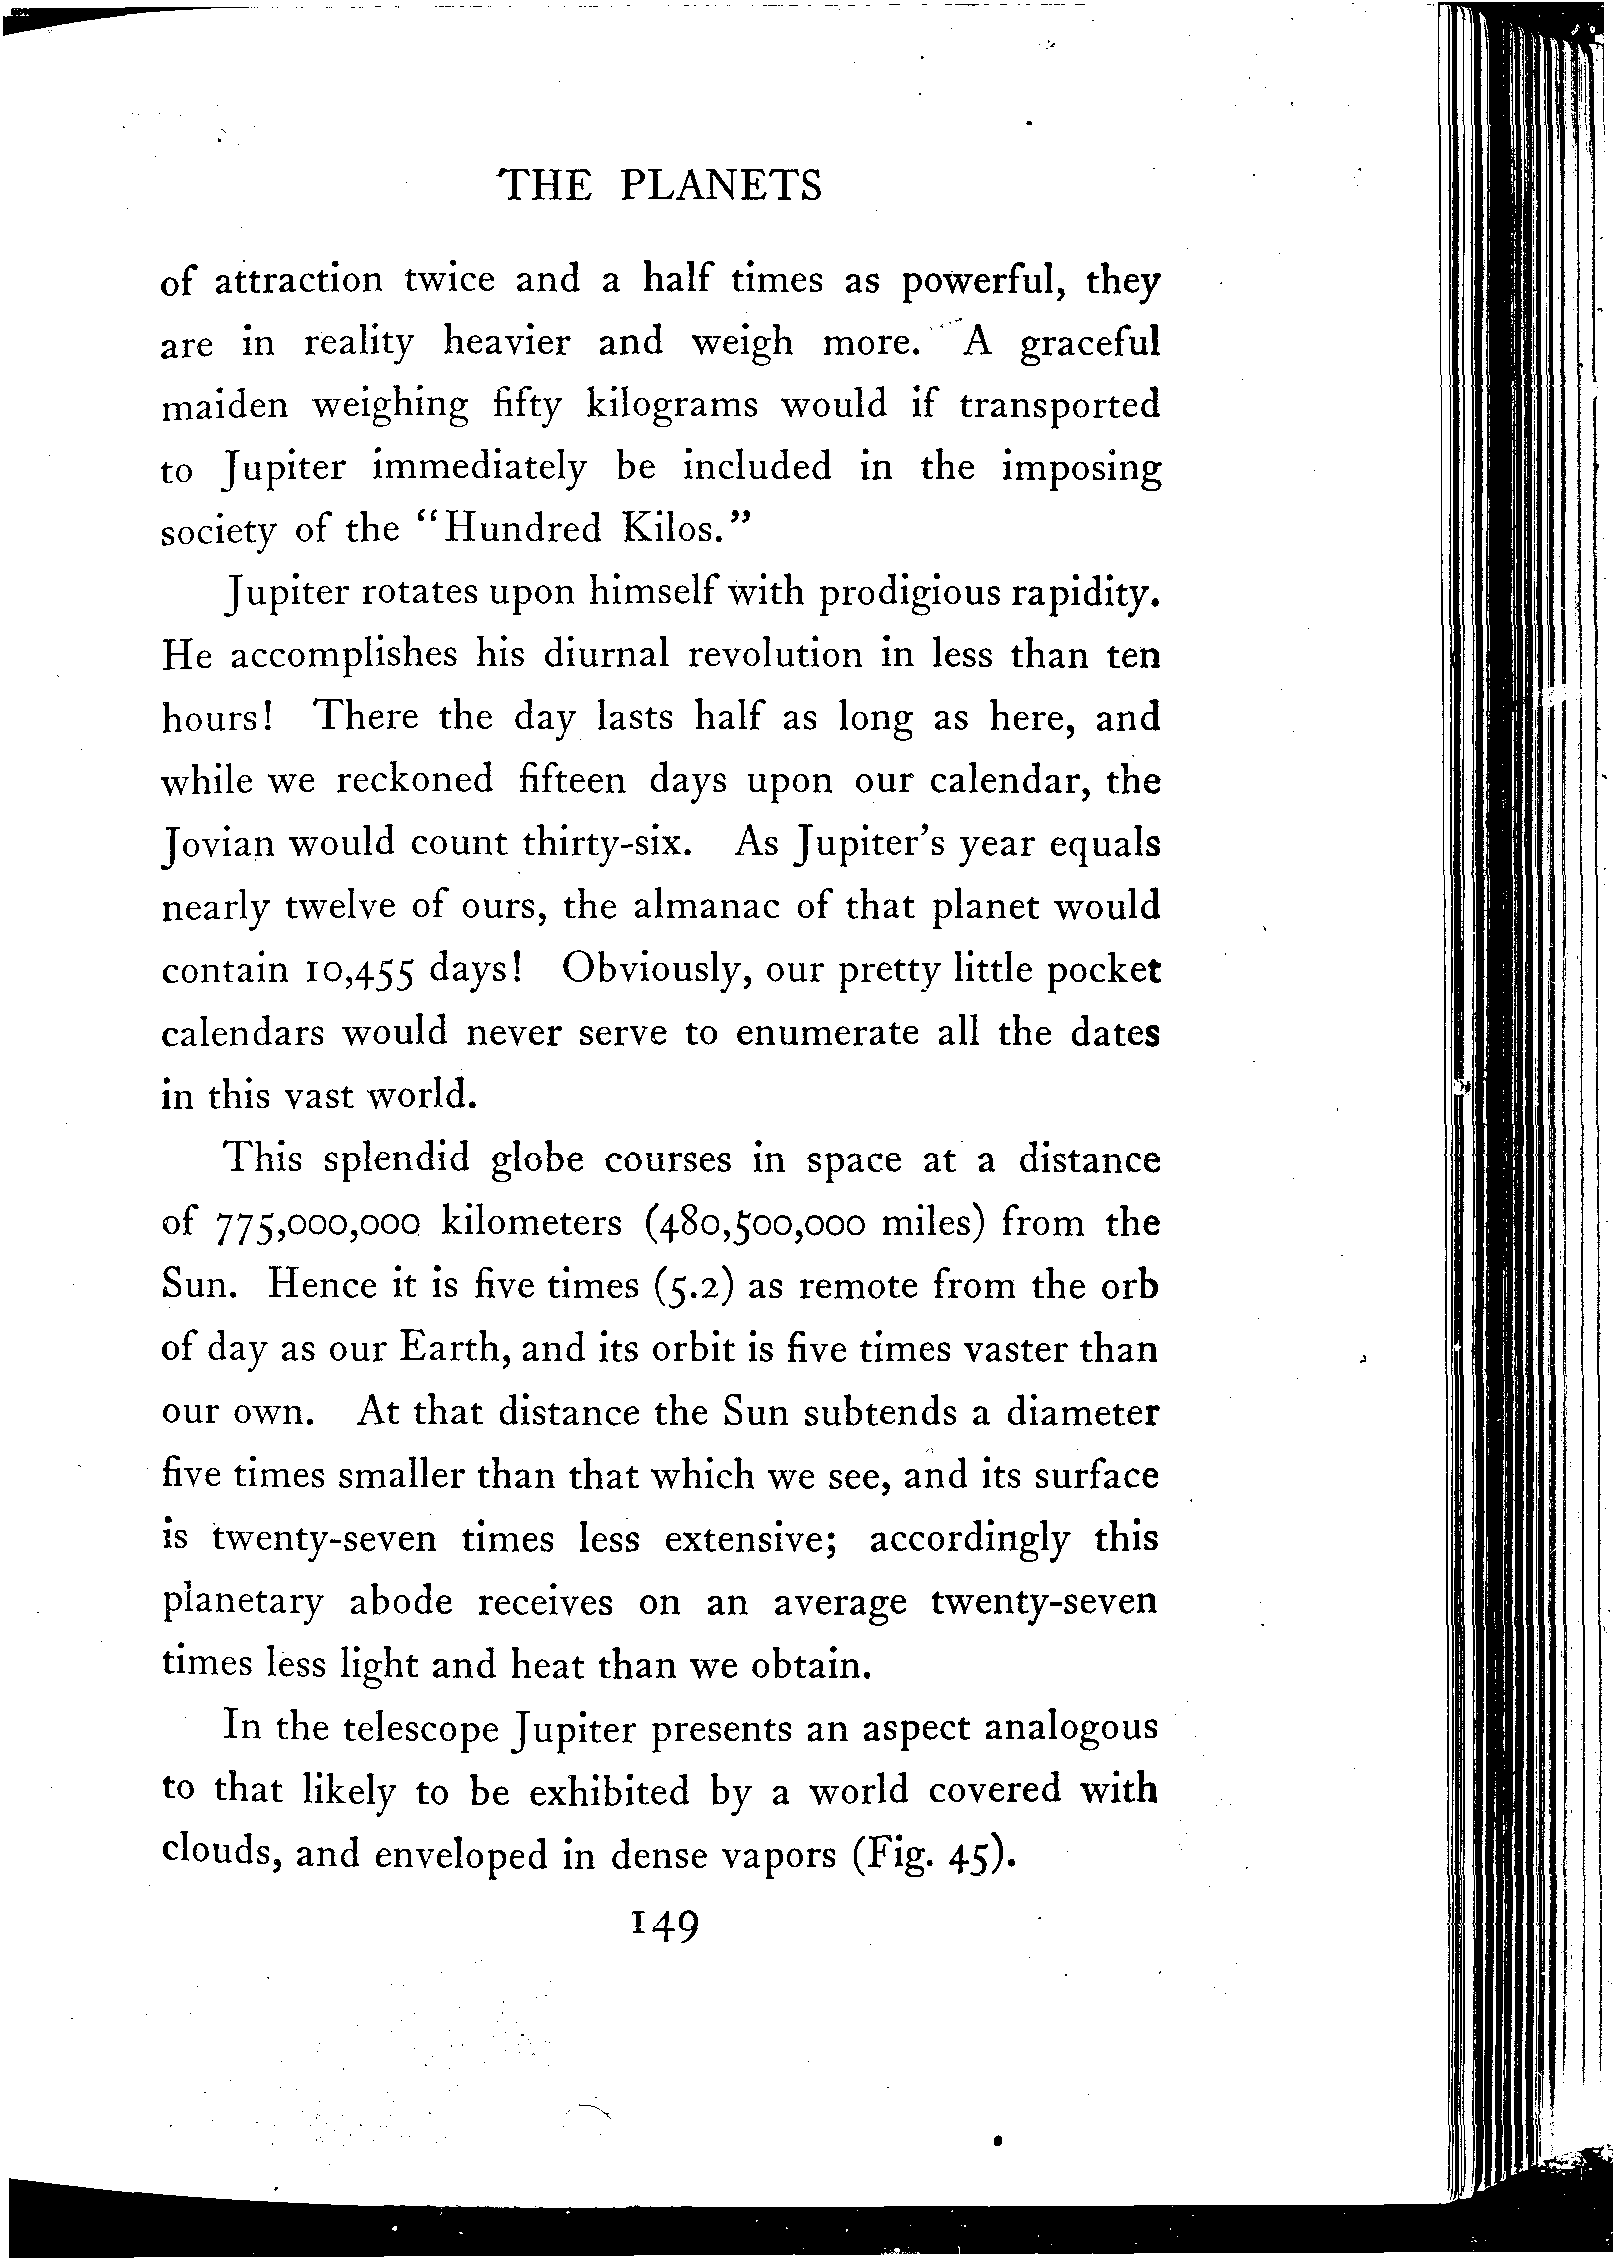 THE PLANETS
of attraction twice and a half times as powerful, they
are in reality heavier and weigh more. A graceful
maiden weighing fifty kilograms would if transported
to Jupiter immediately be included in the imposing
society of the "Hundred Kilos."
Jupiter rotates upon himself with prodigious rapidity.
He accomplishes his diurnal revolution in less than ten
hours! There the day lasts half as long as here, and
while we reckoned fifteen days upon our calendar, the
Jovian would count thirty-six. As Jupiter's year equals
nearly twelve of ours, the almanac of that planet would
contain 10,455 days! Obviously, our pretty little pocket
calendars would never serve to enumerate all the dates
in this vast world.
This splendid globe courses in space at a distance
of 775,000,000 kilometers (480,500,000 miles) from the
Sun. Hence it is five times (5.2) as remote from the orb
of day as our Earth, and its orbit is five times vaster than
our own. At that distance the Sun subtends a diameter
five times smaller than that which we see, and its surface
is twenty-seven times less extensive; accordingly this
planetary abode receives on an average twenty-seven
times less light and heat than we obtain.
In the telescope Jupiter presents an aspect analogous
to that likely to be exhibited by a world covered with
clouds, and enveloped in dense vapors (Fig. 45).
149